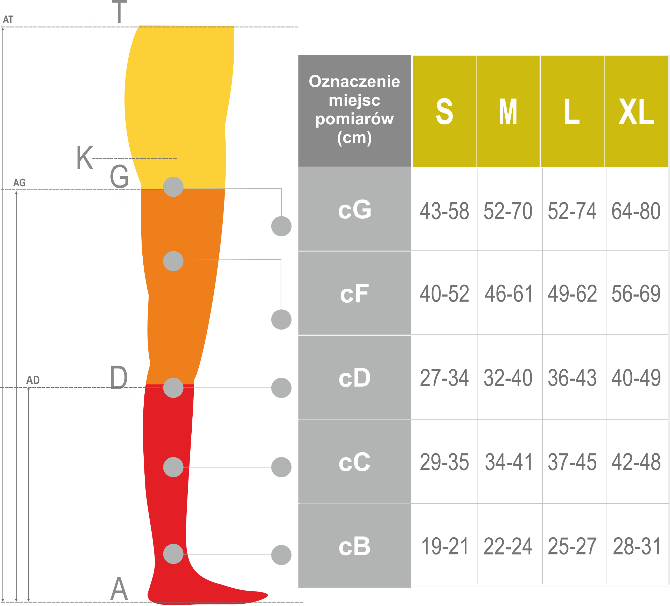 AT
T
K
G
AG
D
AD
A
Oznaczenie
miejsc
pomiarów
(cm)
S M L XL
cG 43-58 52-70 52-74 64-80
cF 40-52 46-61 49-62 56-69
cD 27-34 32-40 36-43 40-49
cC 29-35 34-41 37-45 42-48
cB 19-21 22-24 25-27 28-31